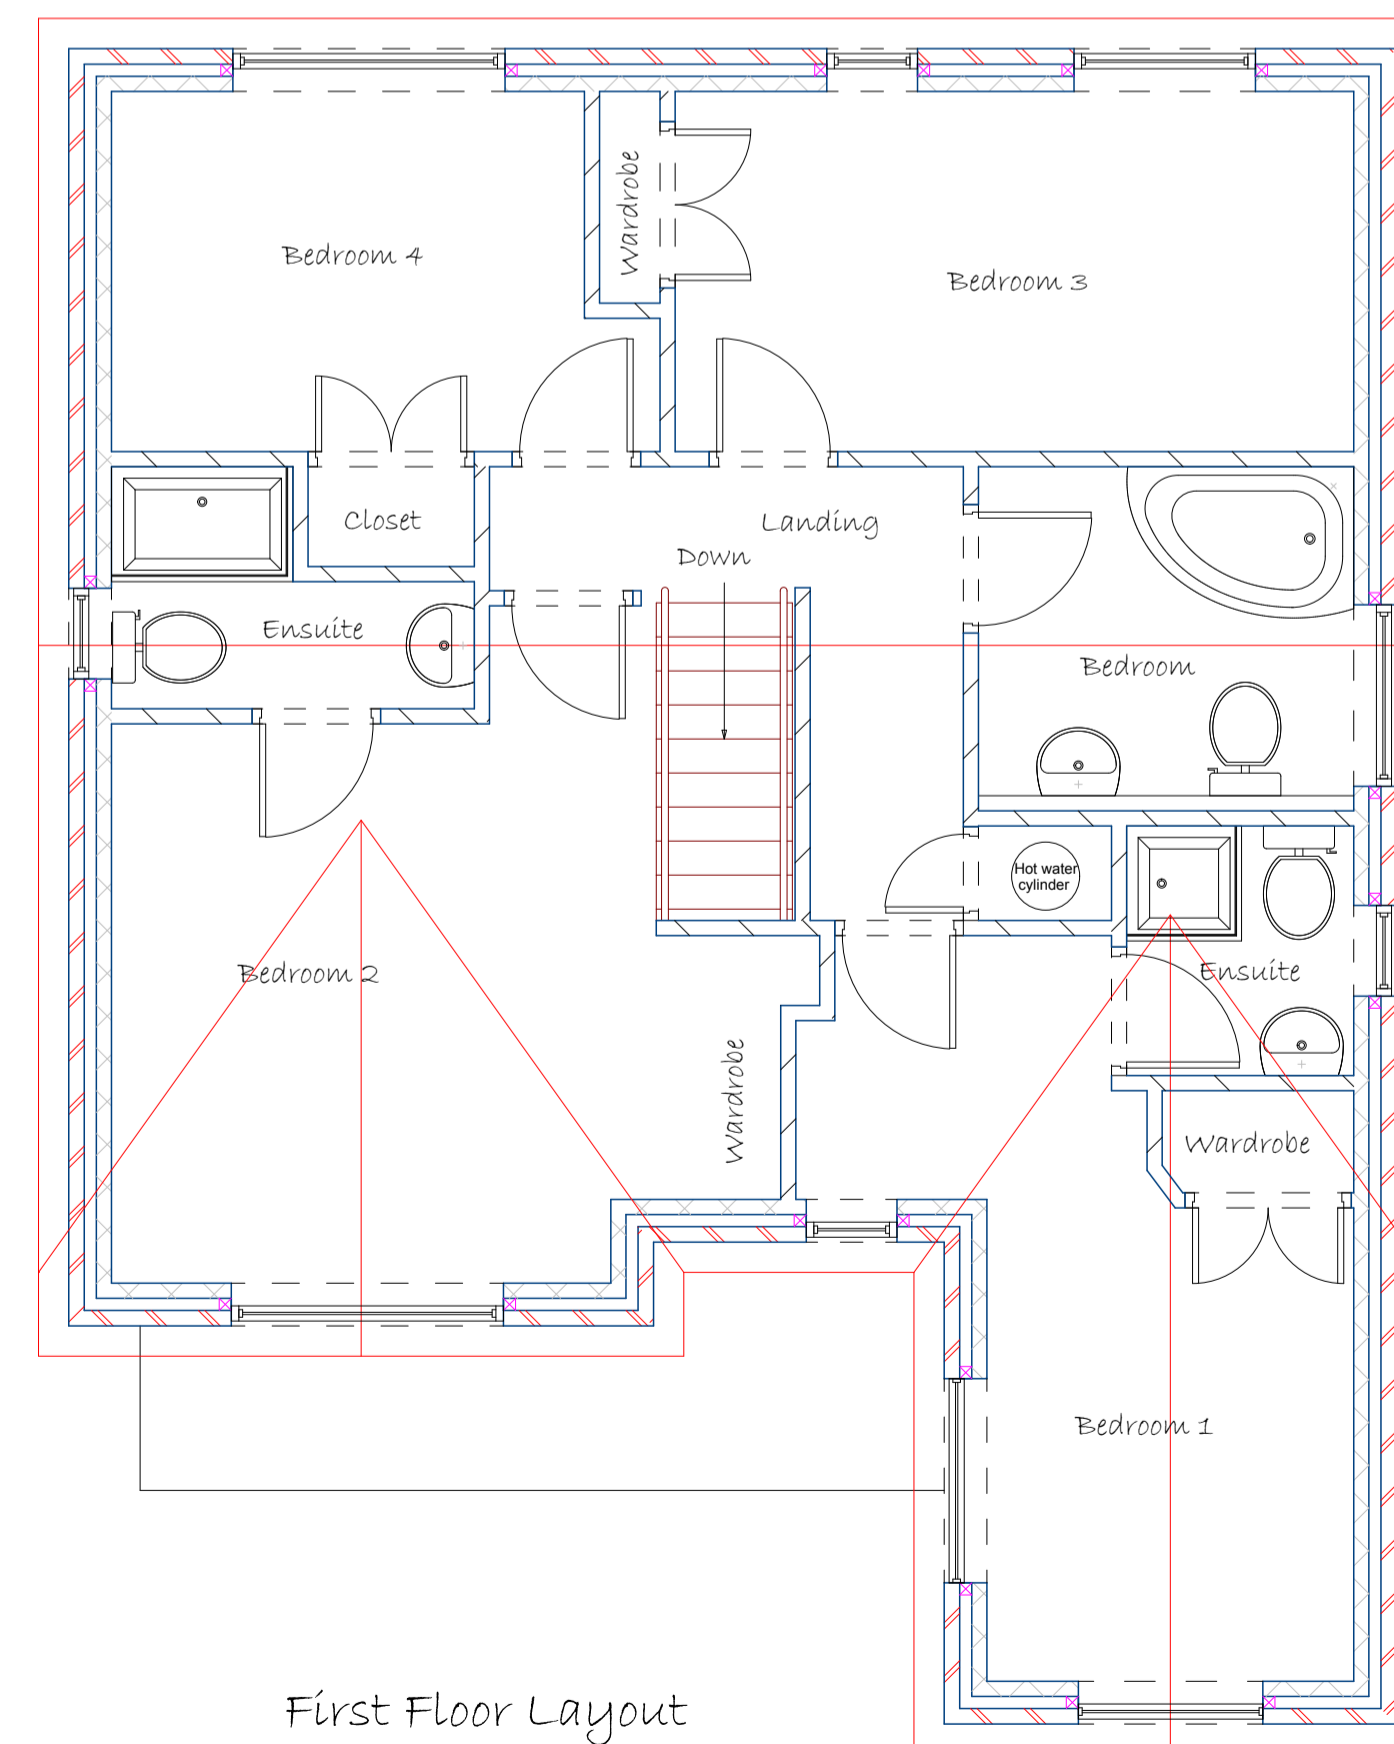 Bedroom 4
Wardrobe
Bedroom 3
Closet
Landing
Down
Ensuite
Bedroom
Hot water
cylinder
Bedroom 2
Ensuite
Wardrobe
Wardrobe
Bedroom 1
First Floor Layout